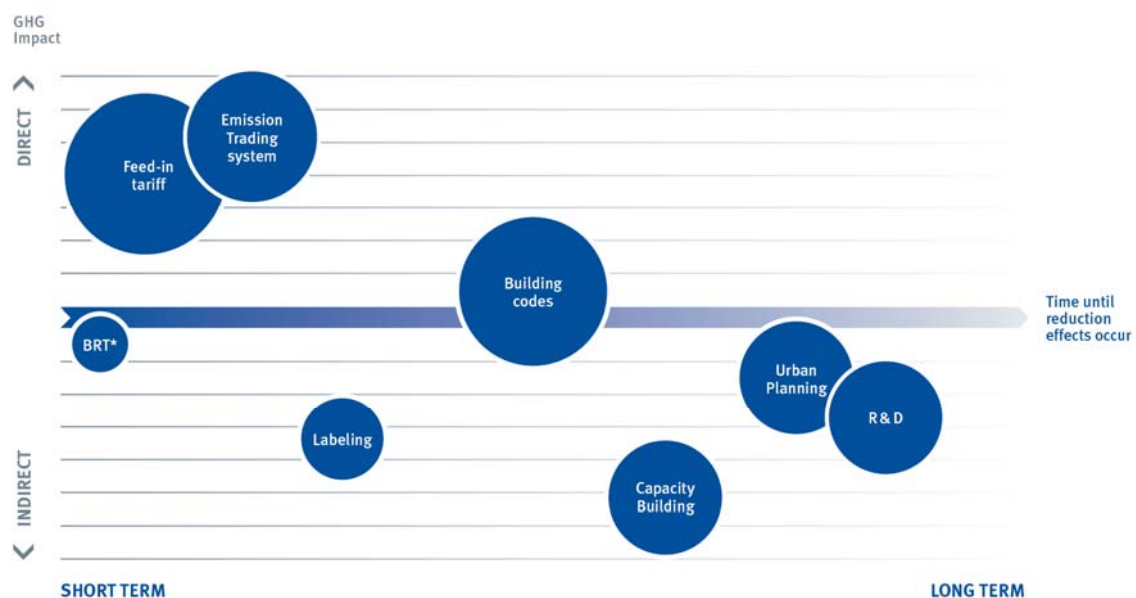 GHG
Impact
DIRECT
Emission
Trading
system
Feed-in
tariff
Building
codes
Time until
reduction
effects occur
BRT*
Urban
Planning
R & D
Labeling
Capacity
Building
INDIRECT
SHORT TERM
LONG TERM